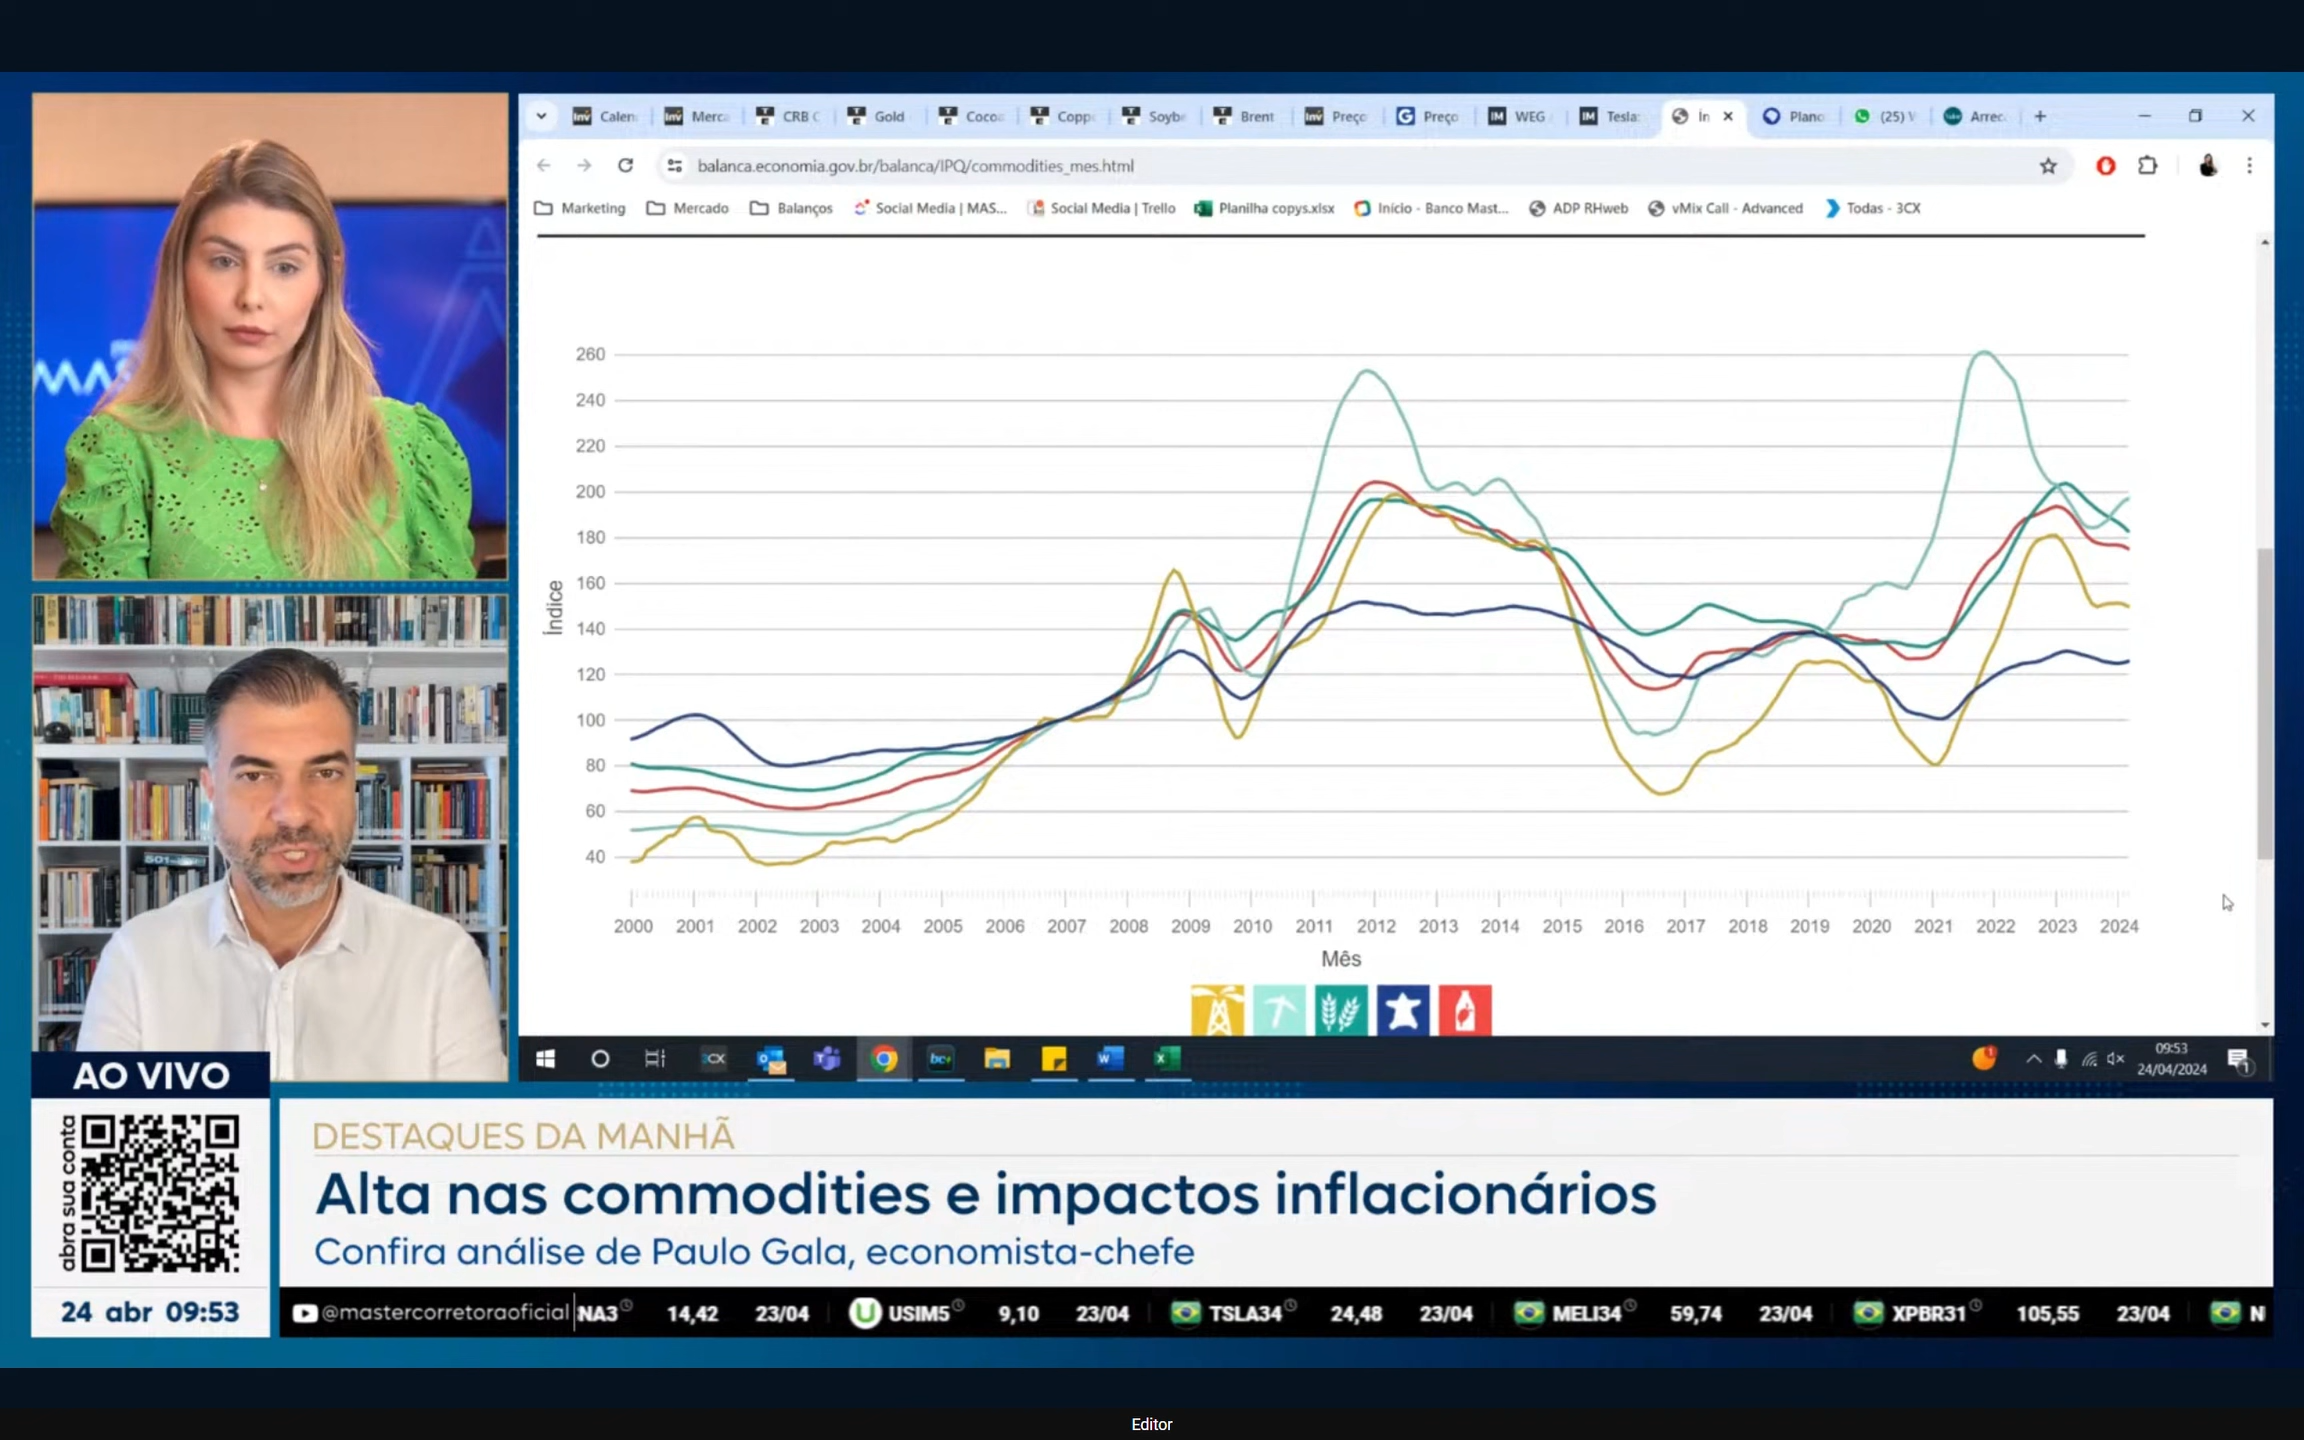 Calen
Merca
CRB C
Gold
Cocoa
Copp
Soybe
Brent
Preço
Preço
WEG
Tesla:
Ín
Plano
(25) V
Arrec
balanca.economia.gov.br/balanca/IPQ/commodities_mes.html
Marketing
Mercado
Balanços
Social Media | MAS...
Social Media | Trello
Planilha copys.xlsx
Início - Banco Mast...
ADP RHweb
vMix Call - Advanced
Todas - 3CX
260
240
220
200
180
160
140
120
100
80
60
40
Índice
2000 2001 2002 2003 2004 2005 2006 2007 2008 2009 2010 2011 2012 2013 2014 2015 2016 2017 2018 2019 2020 2021 2022 2023 2024
Mês
09:53
24/04/2024
AO VIVO
abra sua conta
24 abr 09:53
DESTAQUES DA MANHÃ
Alta nas commodities e impactos inflacionários
Confira análise de Paulo Gala, economista-chefe
@mastercorretoraoficial NA3 14,42 23/04 USIM5 9,10 23/04 TSLA34 24,48 23/04 MELI34 59,74 23/04 XPBR31 105,55 23/04 N
Editor